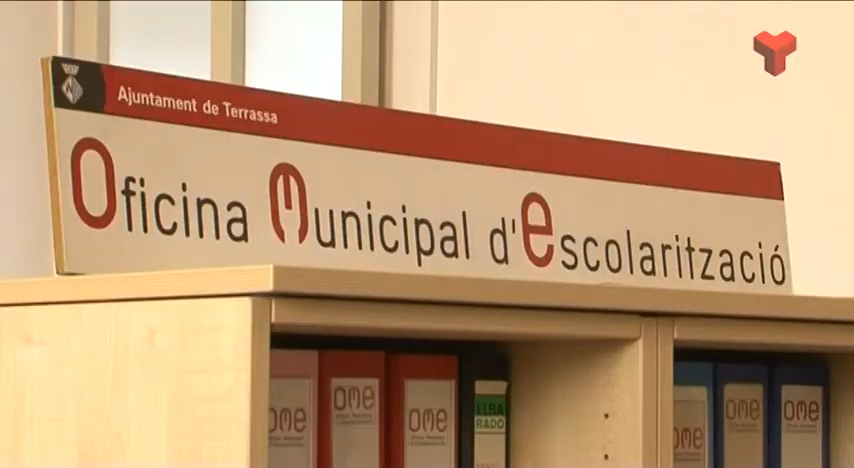 Ajuntament de Terrassa
Oficina Municipal d'escolarització
ome
ome
ome
ELBA
RADO
ome
ome
ome